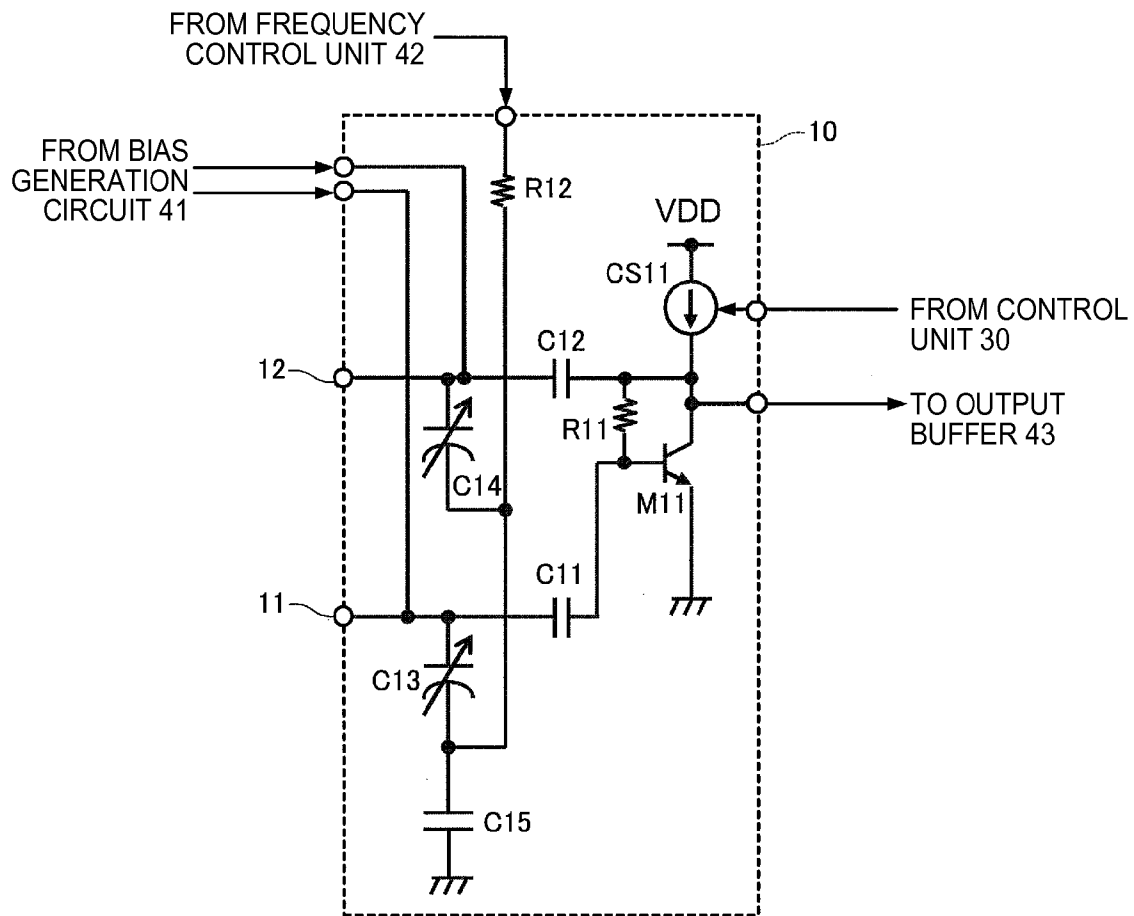 FROM FREQUENCY
CONTROL UNIT 42
10
FROM BIAS
GENERATION
CIRCUIT 41
R12
VDD
CS11
FROM CONTROL
UNIT 30
C12
12
R11
TO OUTPUT
BUFFER 43
C14
M11
C11
11
C13
C15